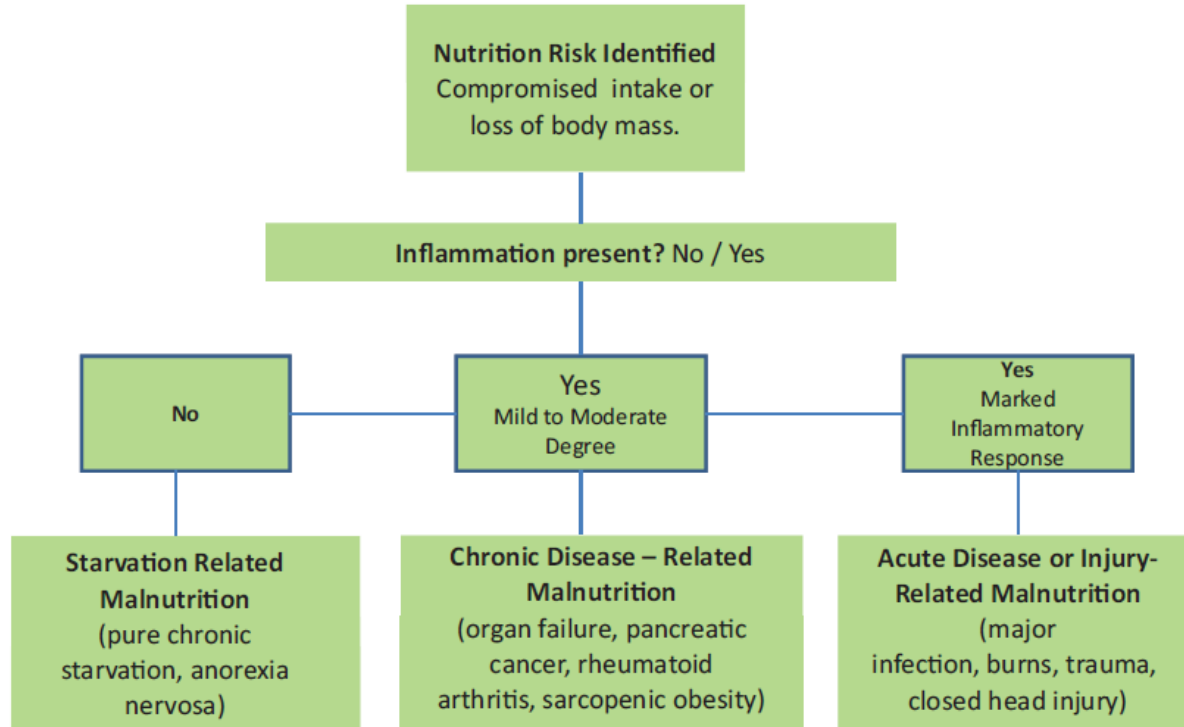 Nutrition Risk Identified
Compromised intake or
loss of body mass.
Inflammation present? No / Yes
No
Yes
Mild to Moderate
Degree
Yes
Marked
Inflammatory
Response
Starvation Related
Malnutrition
(pure chronic
starvation, anorexia
nervosa)
Chronic Disease – Related
Malnutrition
(organ failure, pancreatic
cancer, rheumatoid
arthritis, sarcopenic obesity)
Acute Disease or Injury-
Related Malnutrition
(major
infection, burns, trauma,
closed head injury)